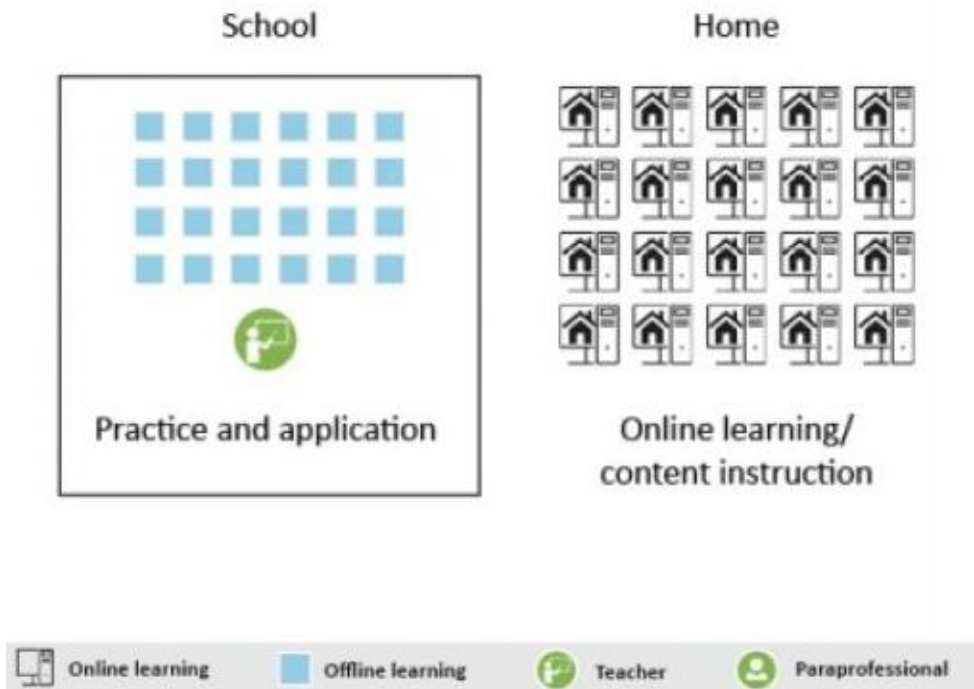 School
Home
Practice and application
Online learning/
content instruction
Online learning
Offline learning
Teacher
Paraprofessional